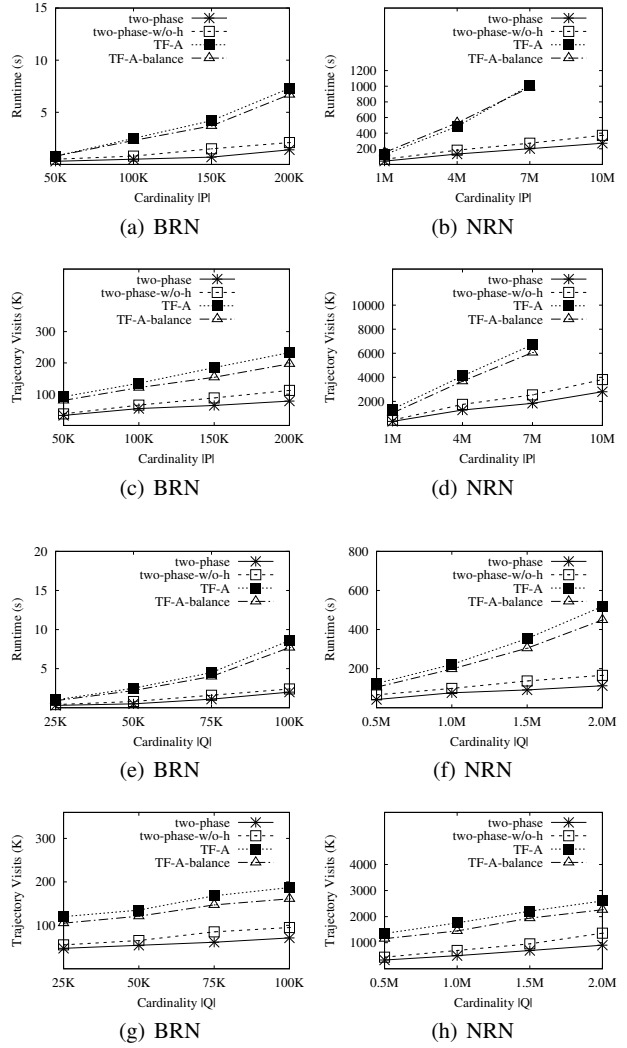 two-phase
two-phase-w/o-h
TF-A
TF-A-balance
Runtime (s)
15
10
5
50K 100K 150K 200K
Cardinality |P|
(a) BRN
two-phase
two-phase-w/o-h
TF-A
TF-A-balance
Runtime (s)
1200
1000
800
600
400
200
1M 4M 7M 10M
Cardinality |P|
(b) NRN
two-phase
two-phase-w/o-h
TF-A
TF-A-balance
Trajectory Visits (K)
300
200
100
50K 100K 150K 200K
Cardinality |P|
(c) BRN
two-phase
two-phase-w/o-h
TF-A
TF-A-balance
Trajectory Visits (K)
10000
8000
6000
4000
2000
1M 4M 7M 10M
Cardinality |P|
(d) NRN
two-phase
two-phase-w/o-h
TF-A
TF-A-balance
Runtime (s)
20
15
10
5
25K 50K 75K 100K
Cardinality |Q|
(e) BRN
two-phase
two-phase-w/o-h
TF-A
TF-A-balance
Runtime (s)
800
600
400
200
0.5M 1.0M 1.5M 2.0M
Cardinality |Q|
(f) NRN
two-phase
two-phase-w/o-h
TF-A
TF-A-balance
Trajectory Visits (K)
300
200
100
25K 50K 75K 100K
Cardinality |Q|
(g) BRN
two-phase
two-phase-w/o-h
TF-A
TF-A-balance
Trajectory Visits (K)
4000
3000
2000
1000
0.5M 1.0M 1.5M 2.0M
Cardinality |Q|
(h) NRN